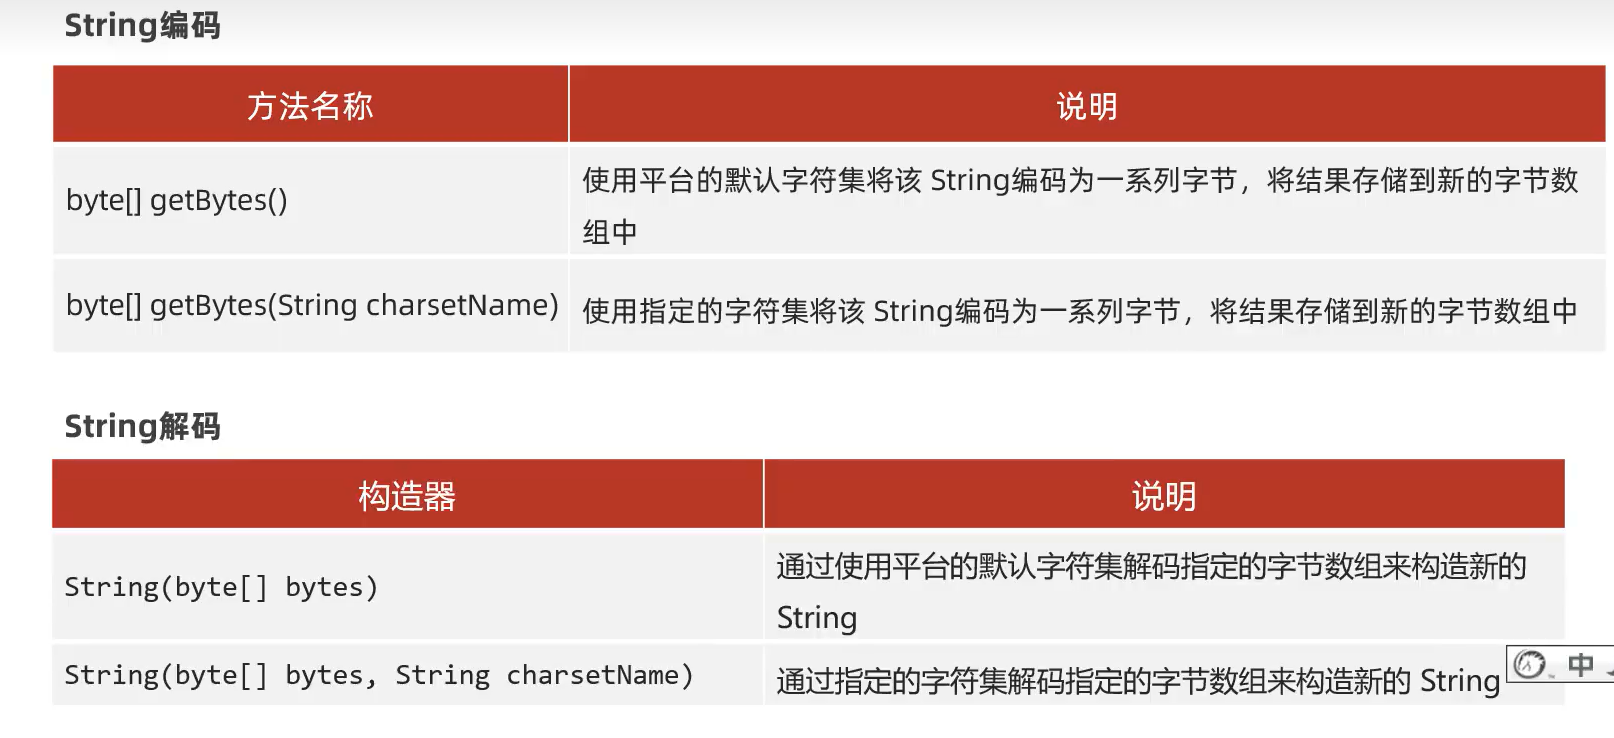 String编码
方法名称
说明
byte[] getBytes()
使用平台的默认字符集将该 String编码为一系列字节，将结果存储到新的字节数
组中
byte[] getBytes(String charsetName)
使用指定的字符集将该 String编码为一系列字节，将结果存储到新的字节数组中
String解码
构造器
说明
String(byte[] bytes)
通过使用平台的默认字符集解码指定的字节数组来构造新的
String
String(byte[] bytes, String charsetName)
通过指定的字符集解码指定的字节数组来构造新的 String
中